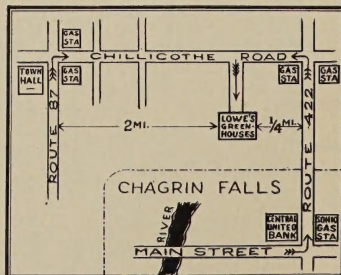 GAS
STA
CHILLICOTHE ROAD
TOWN
HALL
GAS
STA
GAS
STA
GAS
STA
ROUTE 87
2 MI.
LOWE'S
GREEN-
HOUSES
1/4 MI.
ROUTE 422
CHAGRIN FALLS
RIVER
CENTRAL
UNITED
BANK
SOHIO
GAS
STA
MAIN STREET